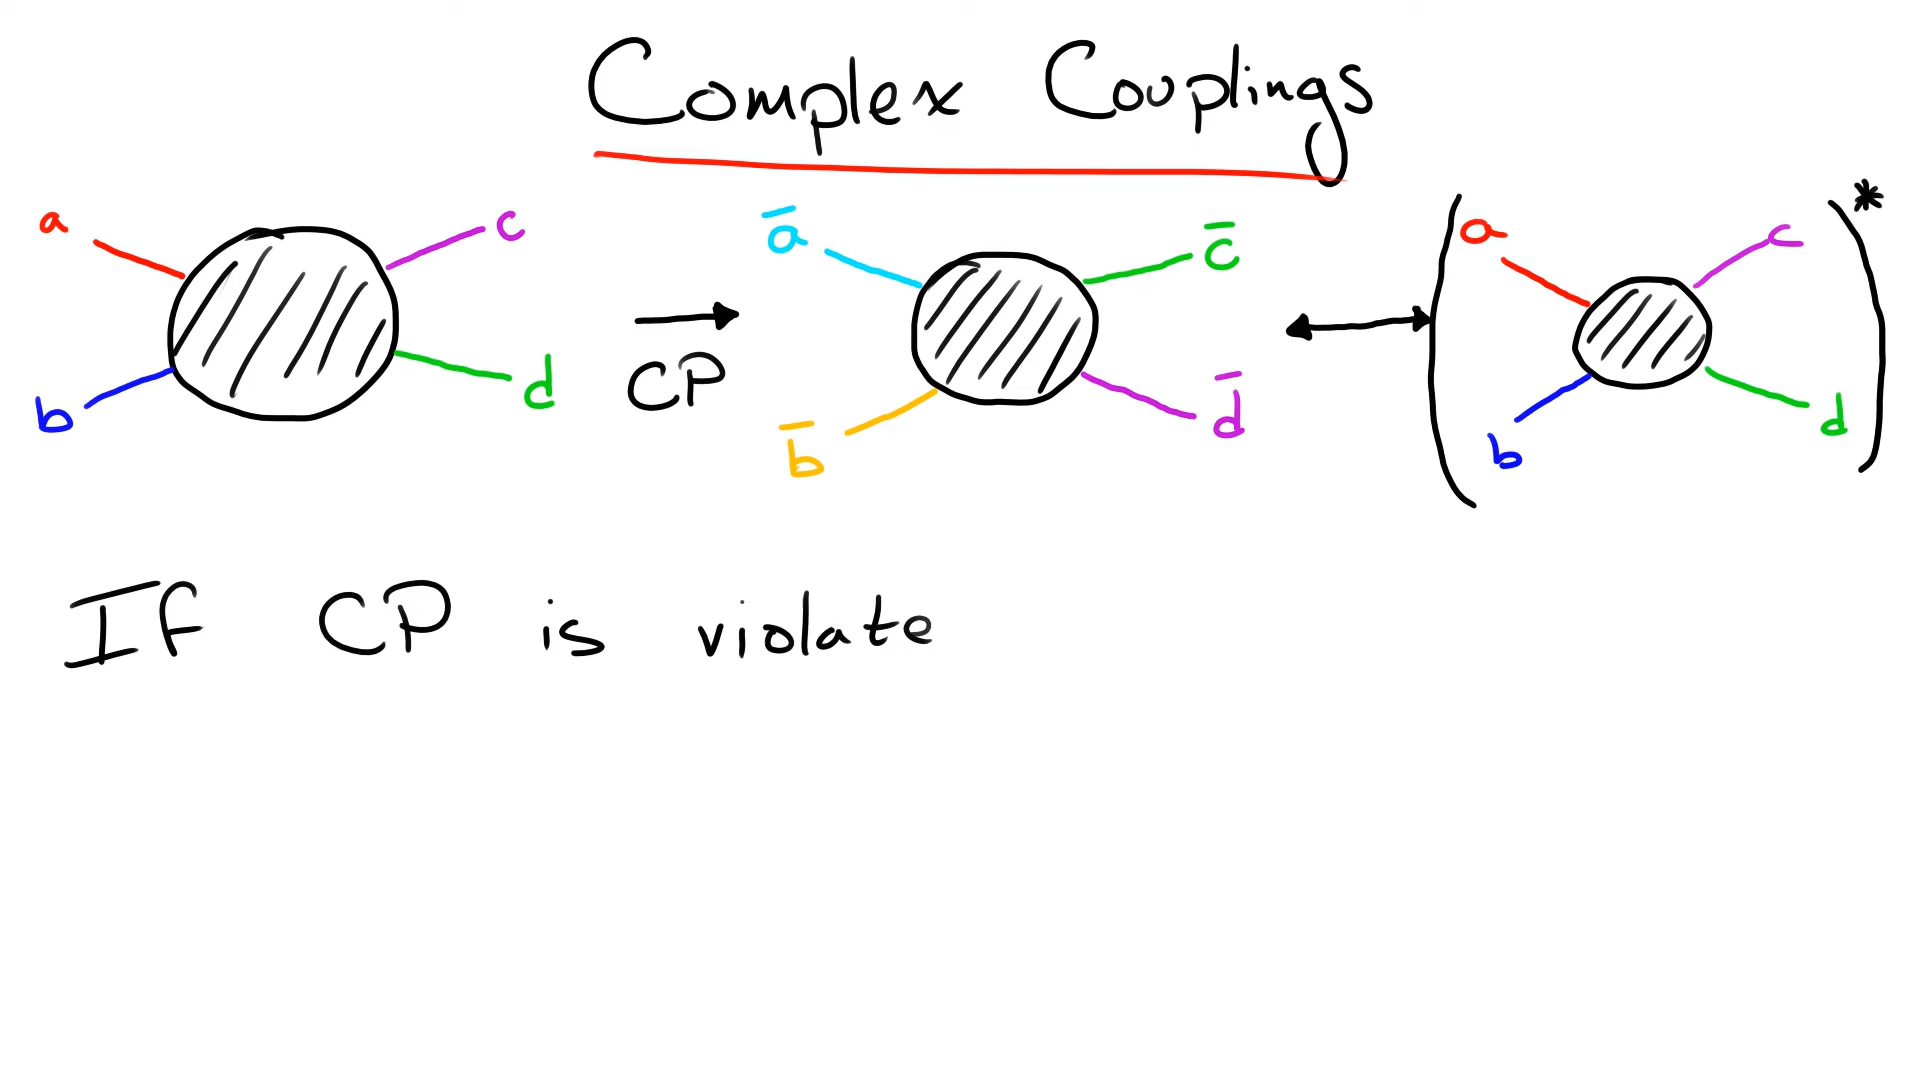 Complex Couplings
a c
b d
CP
a̅ c̅
b̅ d̅
a c *
b d
If CP is violate